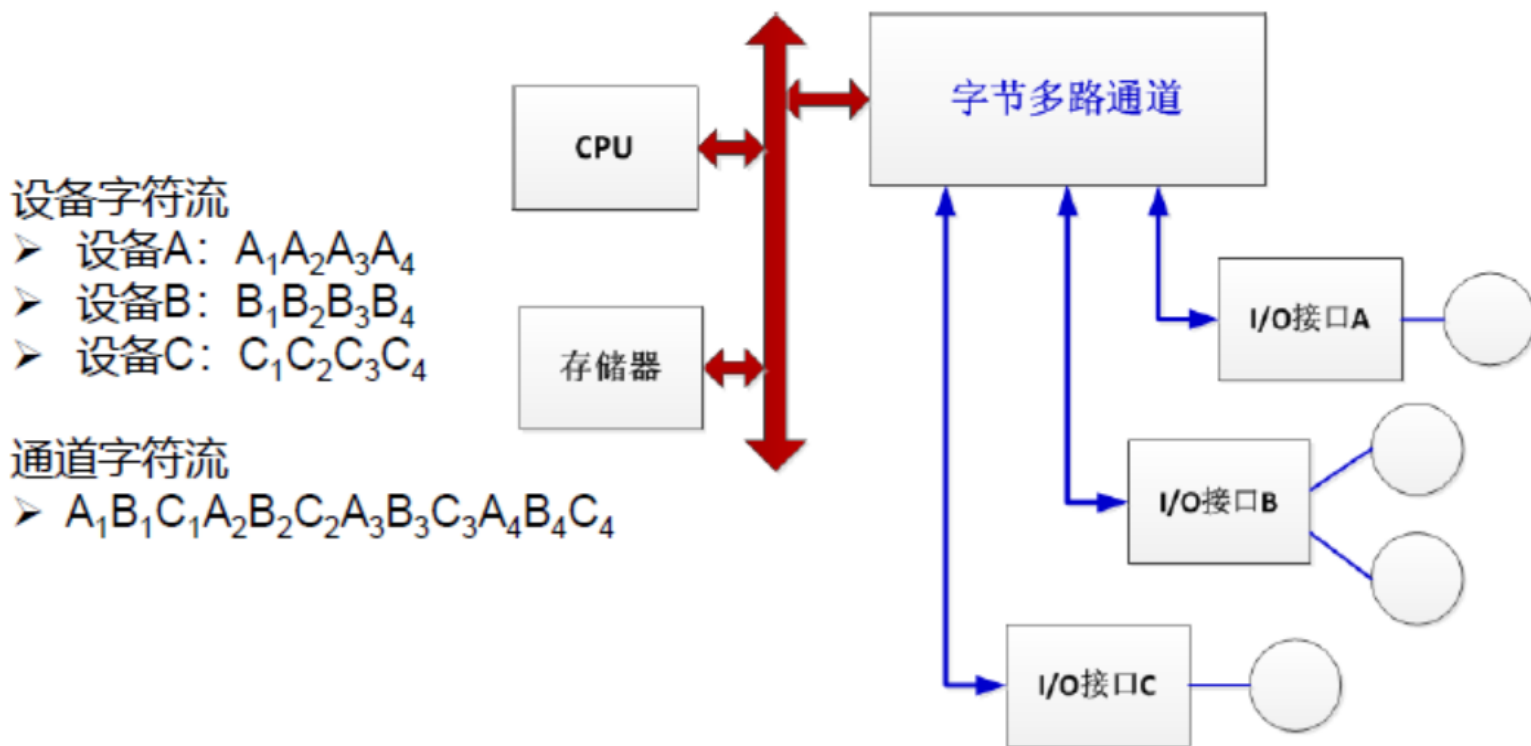 设备字符流
➢ 设备A：A₁A₂A₃A₄
➢ 设备B：B₁B₂B₃B₄
➢ 设备C：C₁C₂C₃C₄
通道字符流
➢ A₁B₁C₁A₂B₂C₂A₃B₃C₃A₄B₄C₄
CPU
存储器
字节多路通道
I/O接口A
I/O接口B
I/O接口C